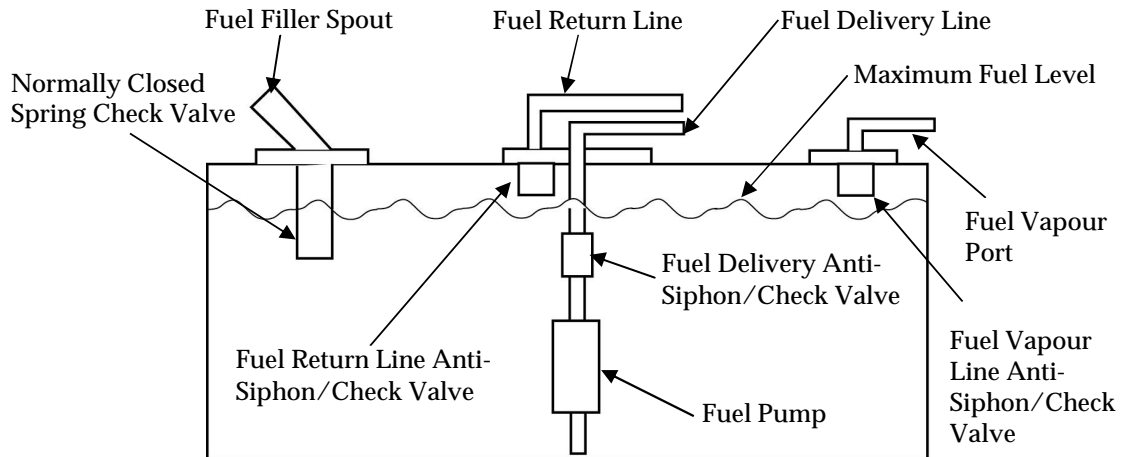 Fuel Filler Spout
Fuel Return Line
Fuel Delivery Line
Normally Closed
Spring Check Valve
Maximum Fuel Level
Fuel Vapour
Port
Fuel Delivery Anti-
Siphon/Check Valve
Fuel Return Line Anti-
Siphon/Check Valve
Fuel Pump
Fuel Vapour
Line Anti-
Siphon/Check
Valve